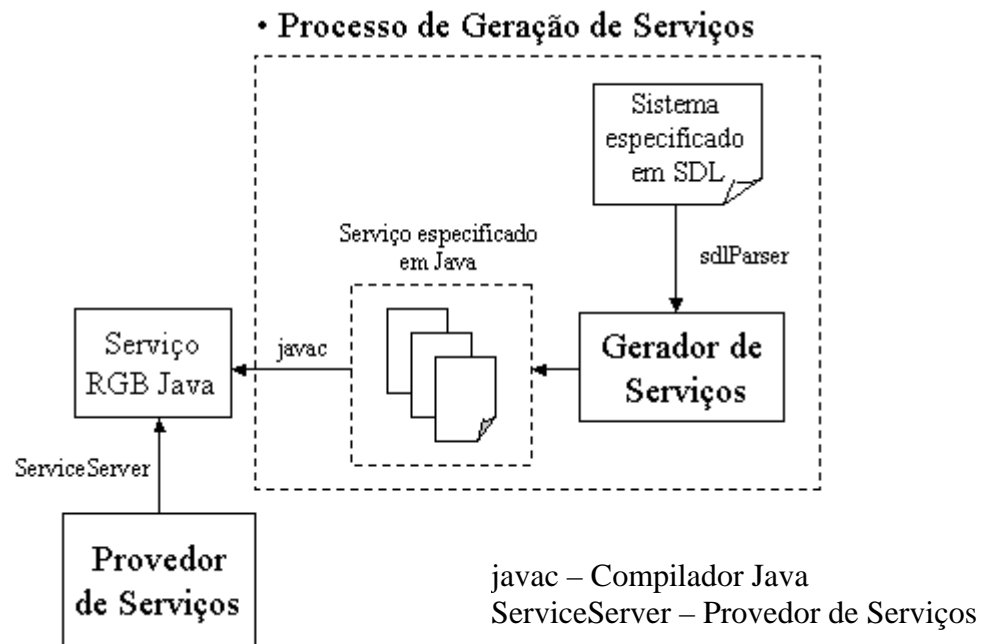 • Processo de Geração de Serviços
Sistema
especificado
em SDL
sdlParser
Serviço especificado
em Java
Gerador de
Serviços
javac
Serviço
RGB Java
ServiceServer
Provedor
de Serviços
javac – Compilador Java
ServiceServer – Provedor de Serviços